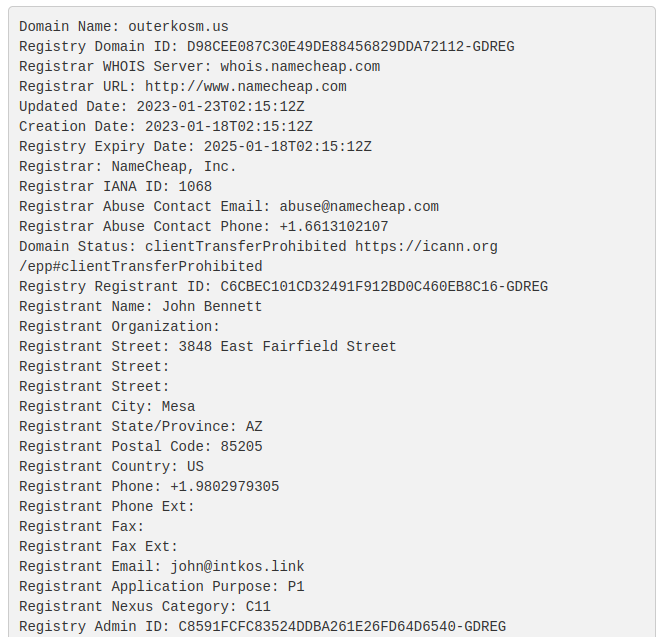 Domain Name: outerkosm.us
Registry Domain ID: D98CEE087C30E49DE88456829DDA72112-GDREG
Registrar WHOIS Server: whois.namecheap.com
Registrar URL: http://www.namecheap.com
Updated Date: 2023-01-23T02:15:12Z
Creation Date: 2023-01-18T02:15:12Z
Registry Expiry Date: 2025-01-18T02:15:12Z
Registrar: NameCheap, Inc.
Registrar IANA ID: 1068
Registrar Abuse Contact Email: abuse@namecheap.com
Registrar Abuse Contact Phone: +1.6613102107
Domain Status: clientTransferProhibited https://icann.org
/epp#clientTransferProhibited
Registry Registrant ID: C6CBEC101CD32491F912BD0C460EB8C16-GDREG
Registrant Name: John Bennett
Registrant Organization:
Registrant Street: 3848 East Fairfield Street
Registrant Street:
Registrant Street:
Registrant City: Mesa
Registrant State/Province: AZ
Registrant Postal Code: 85205
Registrant Country: US
Registrant Phone: +1.9802979305
Registrant Phone Ext:
Registrant Fax:
Registrant Fax Ext:
Registrant Email: john@intkos.link
Registrant Application Purpose: P1
Registrant Nexus Category: C11
Registry Admin ID: C8591FCFC83524DDBA261E26FD64D6540-GDREG